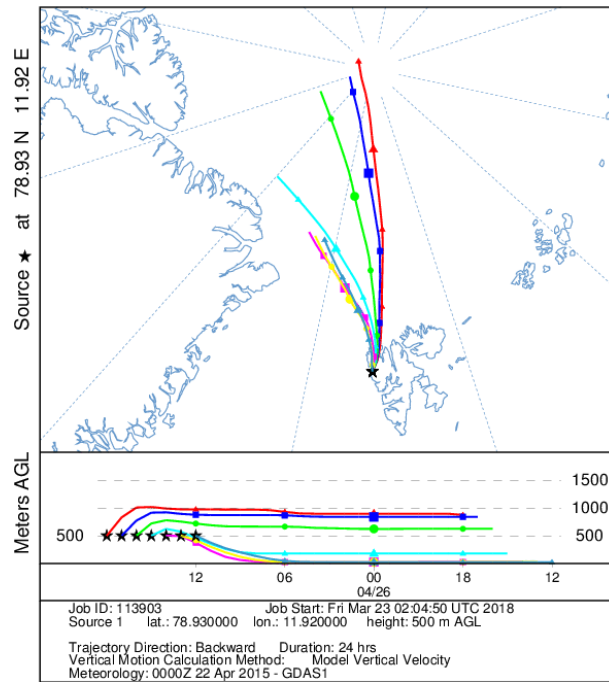 Source ★ at 78.93 N 11.92 E
Meters AGL
1500
1000
500
500
12 06 00 18 12
04/26
Job ID: 113903 Job Start: Fri Mar 23 02:04:50 UTC 2018
Source 1 lat.: 78.930000 lon.: 11.920000 height: 500 m AGL
Trajectory Direction: Backward Duration: 24 hrs
Vertical Motion Calculation Method: Model Vertical Velocity
Meteorology: 0000Z 22 Apr 2015 - GDAS1